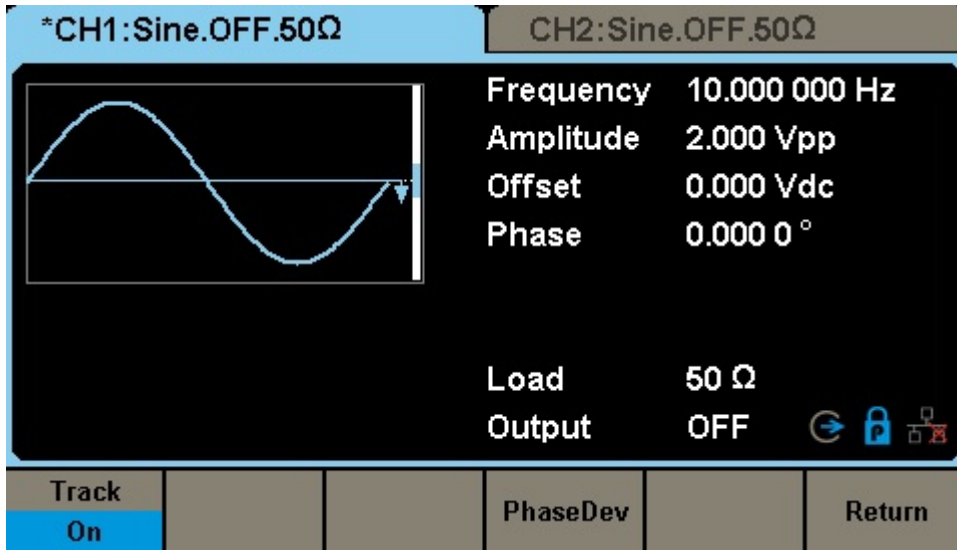 *CH1:Sine.OFF.50Ω
CH2:Sine.OFF.50Ω
Frequency 10.000 000 Hz
Amplitude 2.000 Vpp
Offset 0.000 Vdc
Phase 0.000 0 °
Load 50 Ω
Output OFF
P
Track
On
PhaseDev
Return